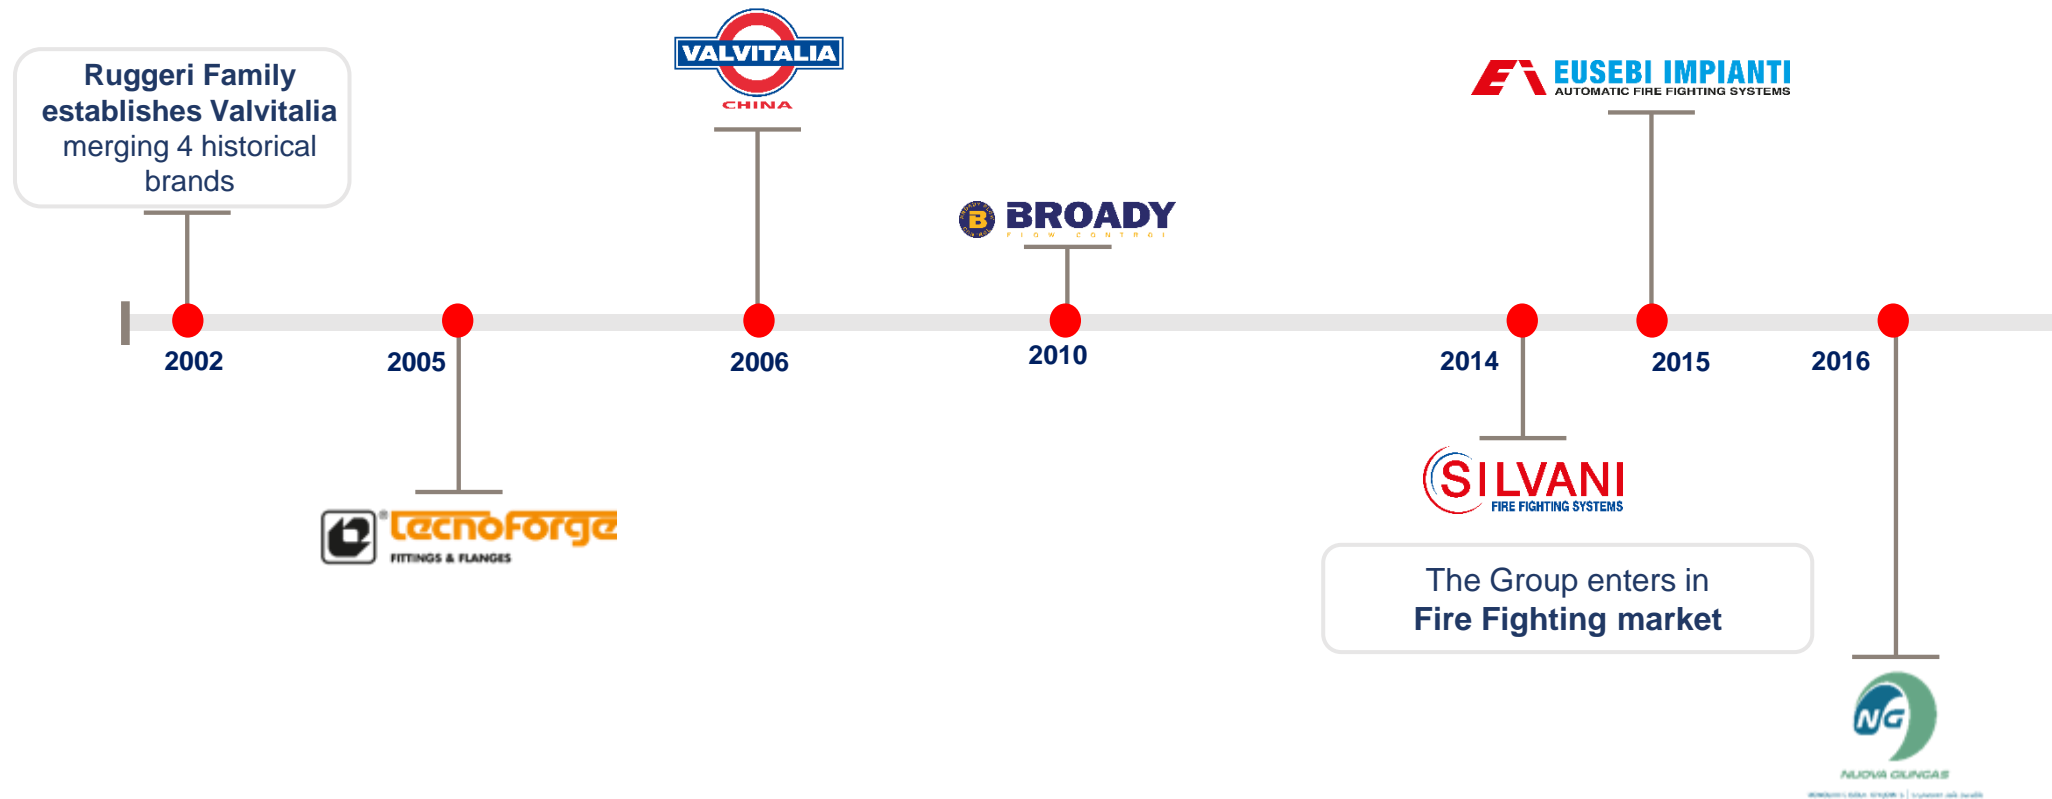 Ruggeri Family
establishes Valvitalia
merging 4 historical
brands
VALVITALIA
CHINA
EUSEBI IMPIANTI
AUTOMATIC FIRE FIGHTING SYSTEMS
B BROADY
FLOW CONTROL
2002
2005
2006
2010
2014
2015
2016
tecnoforge
®
FITTINGS & FLANGES
SILVANI
FIRE FIGHTING SYSTEMS
The Group enters in
Fire Fighting market
NG
NUOVA GIUNGAS